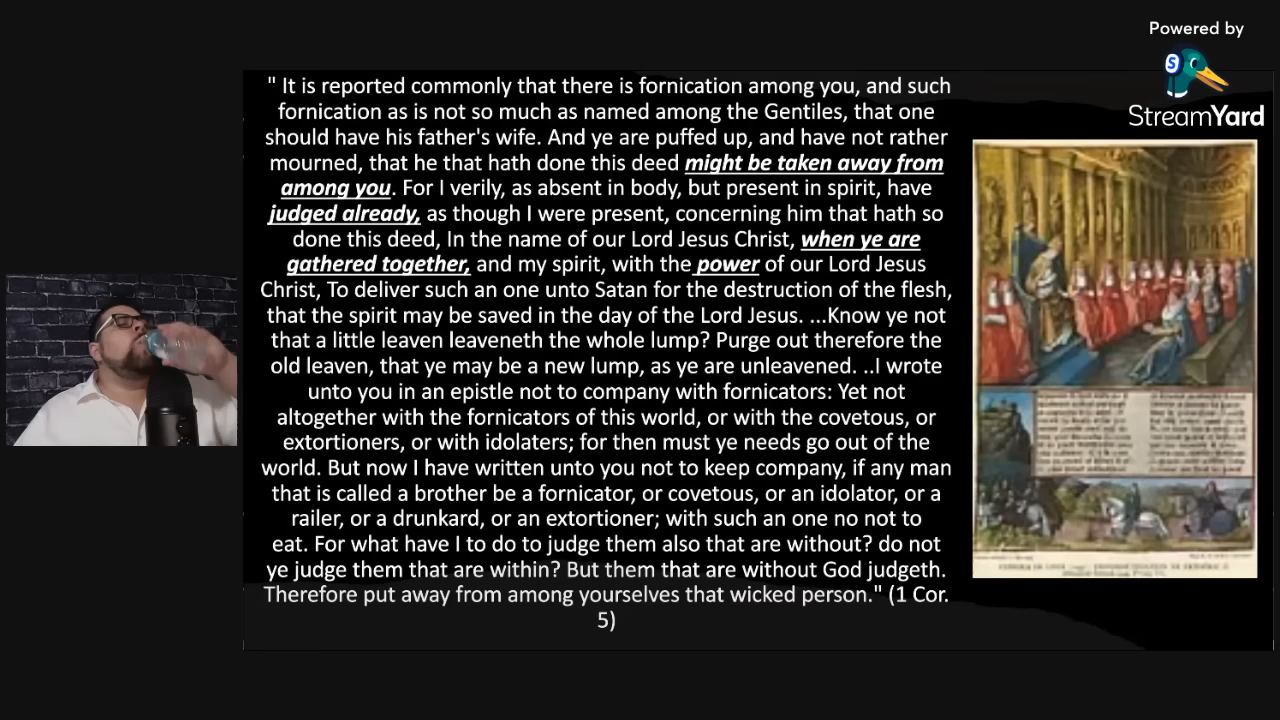 Powered by
StreamYard
" It is reported commonly that there is fornication among you, and such
fornication as is not so much as named among the Gentiles, that one
should have his father's wife. And ye are puffed up, and have not rather
mourned, that he that hath done this deed might be taken away from
among you. For I verily, as absent in body, but present in spirit, have
judged already, as though I were present, concerning him that hath so
done this deed, In the name of our Lord Jesus Christ, when ye are
gathered together, and my spirit, with the power of our Lord Jesus
Christ, To deliver such an one unto Satan for the destruction of the flesh,
that the spirit may be saved in the day of the Lord Jesus. ...Know ye not
that a little leaven leaveneth the whole lump? Purge out therefore the
old leaven, that ye may be a new lump, as ye are unleavened. ..I wrote
unto you in an epistle not to company with fornicators: Yet not
altogether with the fornicators of this world, or with the covetous, or
extortioners, or with idolaters; for then must ye needs go out of the
world. But now I have written unto you not to keep company, if any man
that is called a brother be a fornicator, or covetous, or an idolator, or a
railer, or a drunkard, or an extortioner; with such an one no not to
eat. For what have I to do to judge them also that are without? do not
ye judge them that are within? But them that are without God judgeth.
Therefore put away from among yourselves that wicked person." (1 Cor.
5)